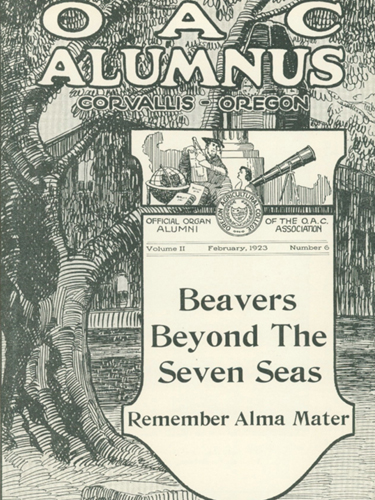 O A C
ALUMNUS
CORVALLIS - OREGON
OFFICIAL ORGAN OF THE O.A.C.
ALUMNI ASSOCIATION
Volume II February, 1923 Number 6
Beavers
Beyond The
Seven Seas
Remember Alma Mater